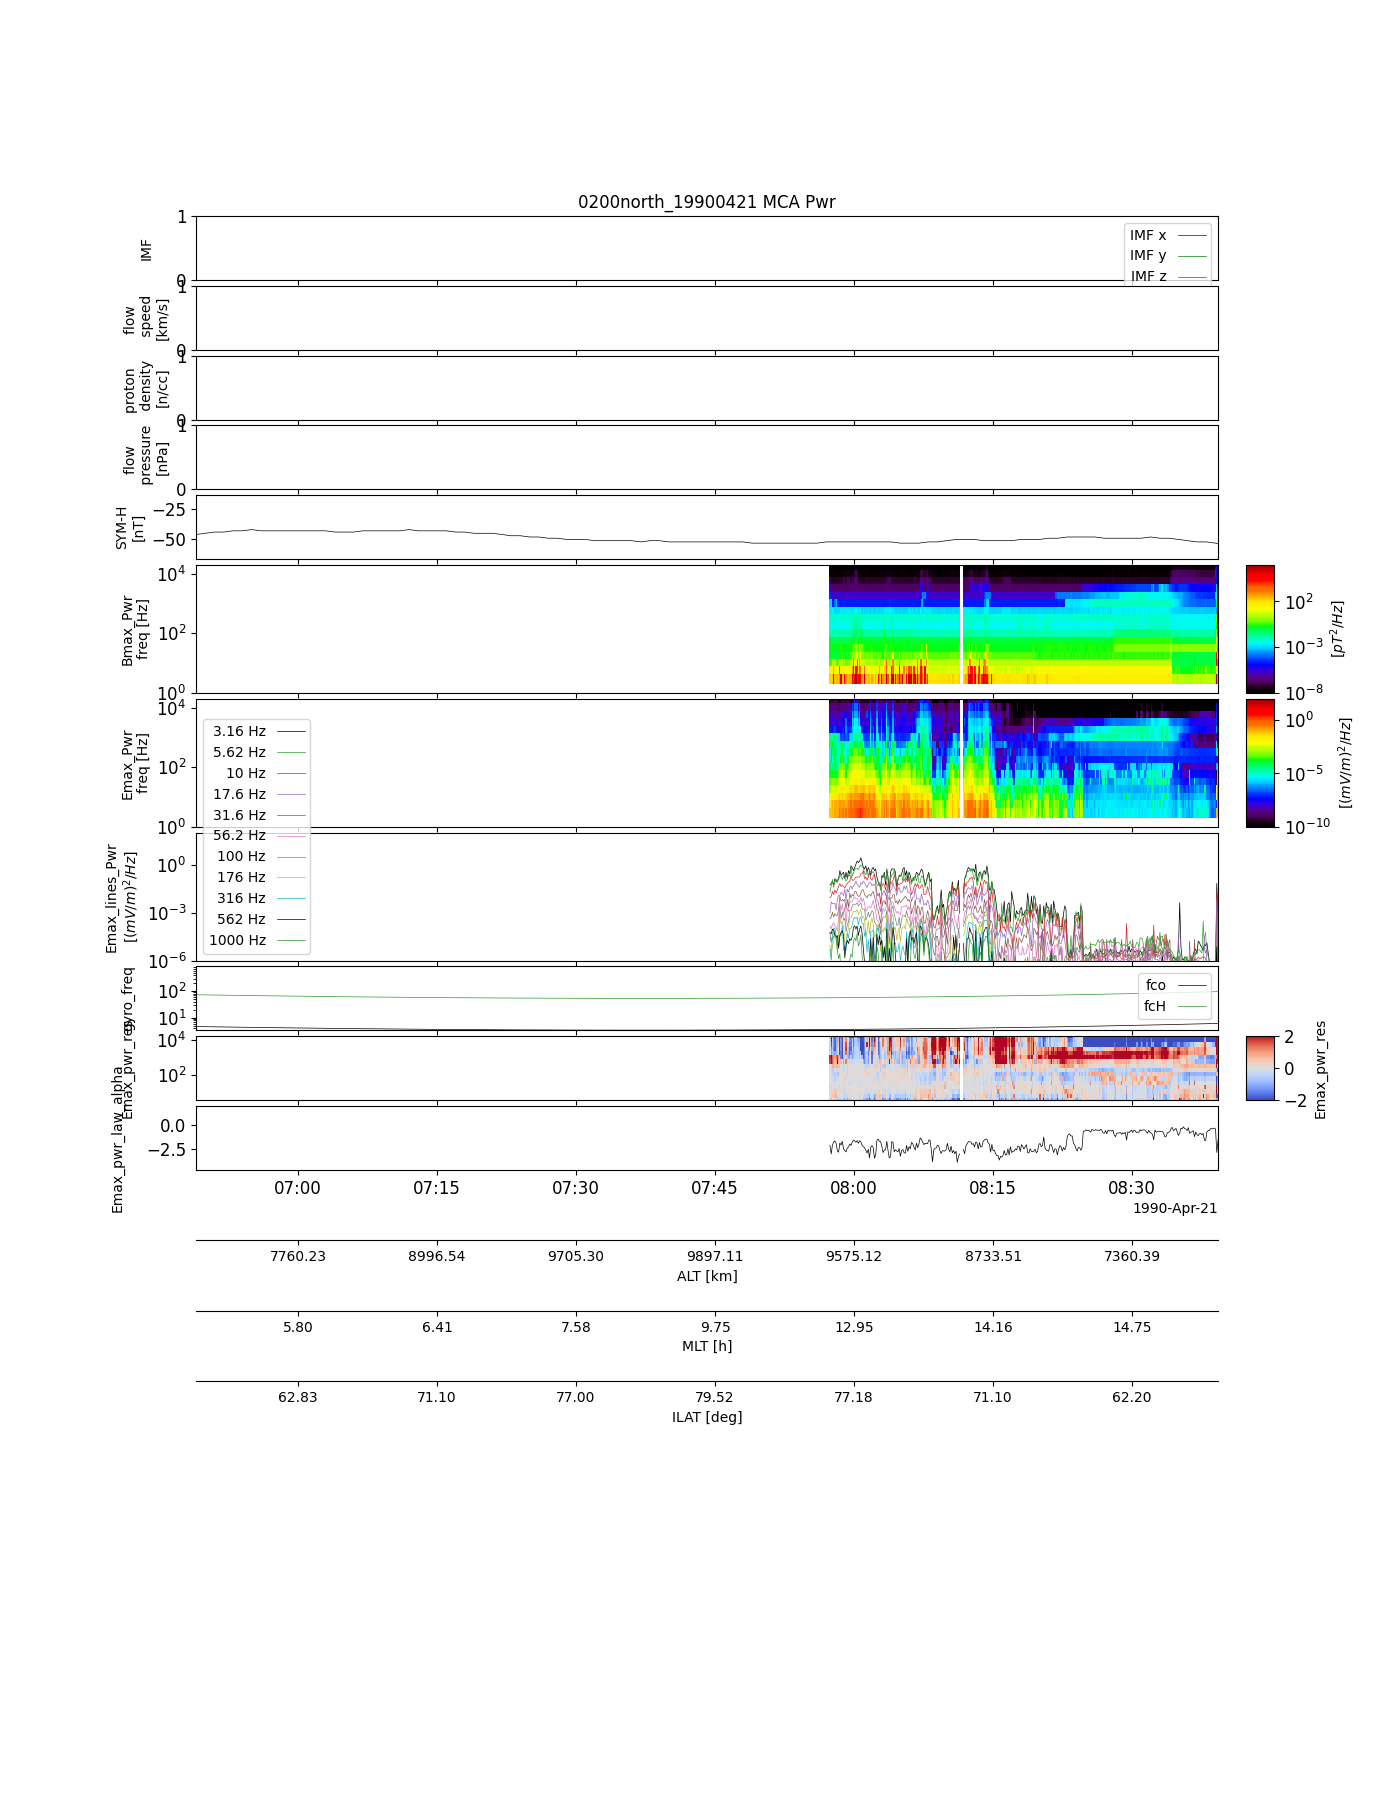 0200north_19900421 MCA Pwr
1
IMF
0
IMF x
IMF y
IMF z
1
flow
speed
[km/s]
0
1
proton
density
[n/cc]
0
1
flow
pressure
[nPa]
0
−25
SYM-H
[nT]
−50
10^4
Bmax_Pwr
freq [Hz]
10^2
10^0
10^2
10^−3
10^−8
[pT^2/Hz]
10^4
Emax_Pwr
freq [Hz]
10^2
10^0
10^0
10^−5
10^−10
[(mV/m)^2/Hz]
3.16 Hz
5.62 Hz
10 Hz
17.6 Hz
31.6 Hz
56.2 Hz
100 Hz
176 Hz
316 Hz
562 Hz
1000 Hz
Emax_lines_Pwr
[(mV/m)^2/Hz]
10^0
10^−3
10^−6
gyro_freq
10^2
10^1
fco
fcH
Emax_pwr_res
10^4
10^2
2
0
−2
Emax_pwr_res
Emax_pwr_law_alpha
0.0
−2.5
07:00 07:15 07:30 07:45 08:00 08:15 08:30
1990-Apr-21
7760.23 8996.54 9705.30 9897.11 9575.12 8733.51 7360.39
ALT [km]
5.80 6.41 7.58 9.75 12.95 14.16 14.75
MLT [h]
62.83 71.10 77.00 79.52 77.18 71.10 62.20
ILAT [deg]